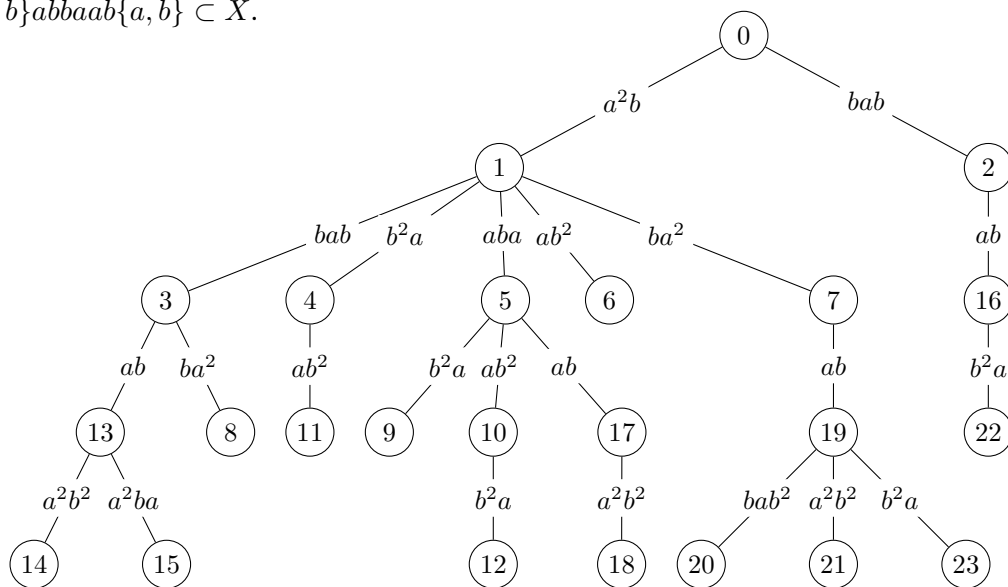 b}abbaab{a, b} ⊂ X.
0
a²b bab
1 2
bab b²a aba ab² ba² ab
3 4 5 6 7 16
ab ba² ab² b²a ab² ab ab b²a
13 8 11 9 10 17 19 22
a²b² a²ba b²a a²b² bab² a²b² b²a
14 15 12 18 20 21 23